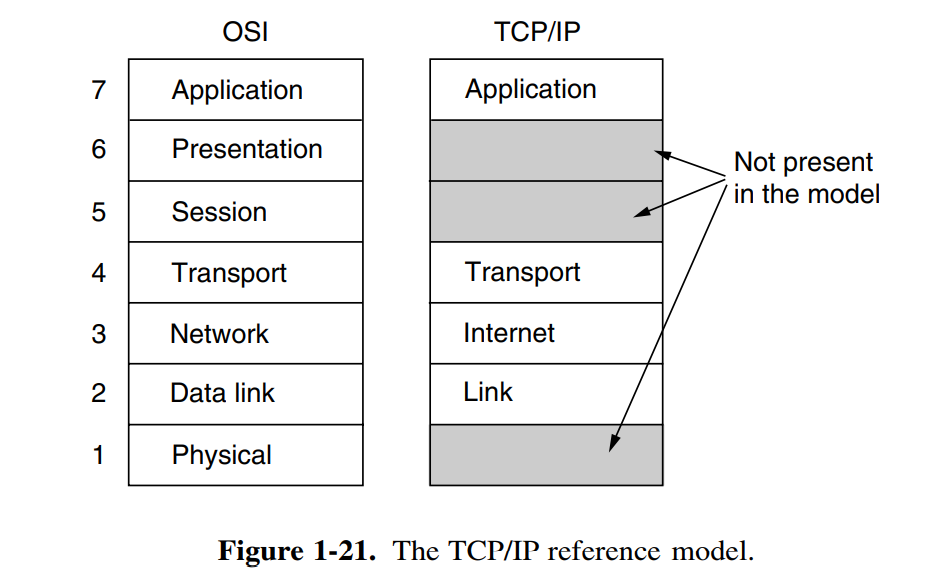 OSI TCP/IP
7 Application Application
6 Presentation
Not present
in the model
5 Session
4 Transport Transport
3 Network Internet
2 Data link Link
1 Physical
Figure 1-21. The TCP/IP reference model.